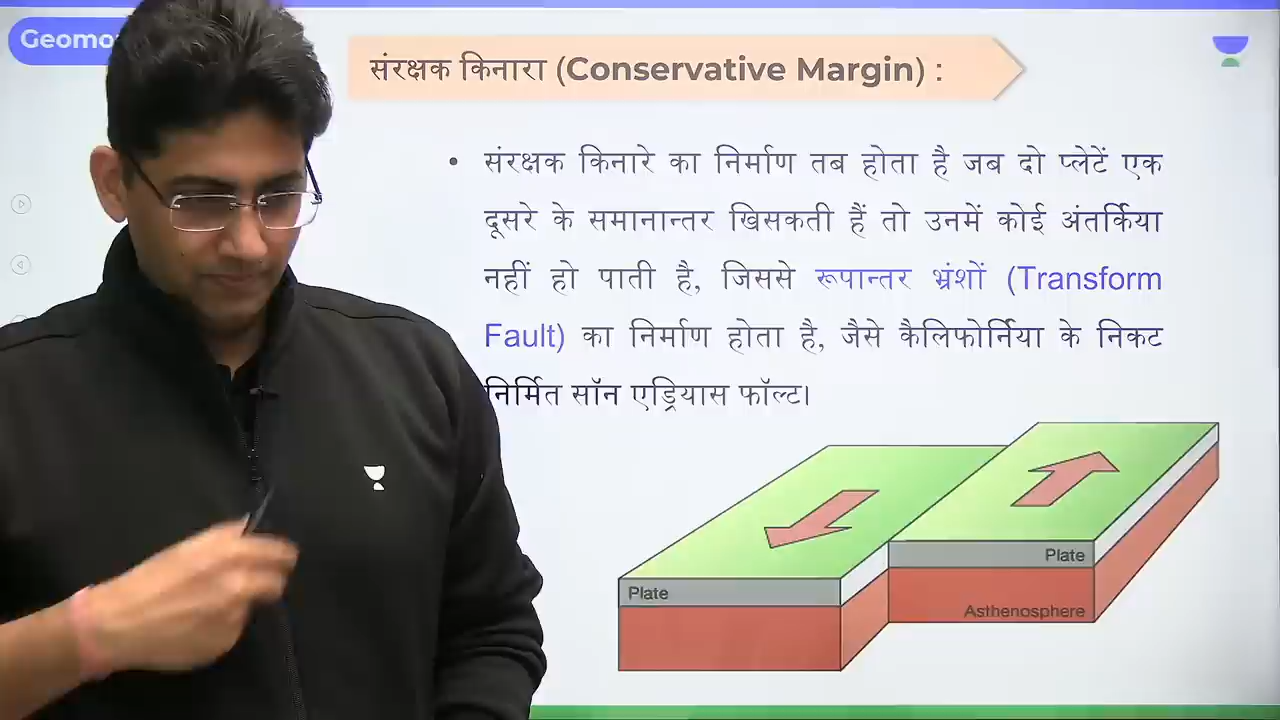 संरक्षक किनारा (Conservative Margin) :
• संरक्षक किनारे का निर्माण तब होता है जब दो प्लेटें एक
दूसरे के समानान्तर खिसकती हैं तो उनमें कोई अंतर्किया
नहीं हो पाती है, जिससे रूपान्तर भ्रंशों (Transform
Fault) का निर्माण होता है, जैसे कैलिफोर्निया के निकट
निर्मित सॉन एड्रियास फॉल्ट।
Plate
Plate
Asthenosphere